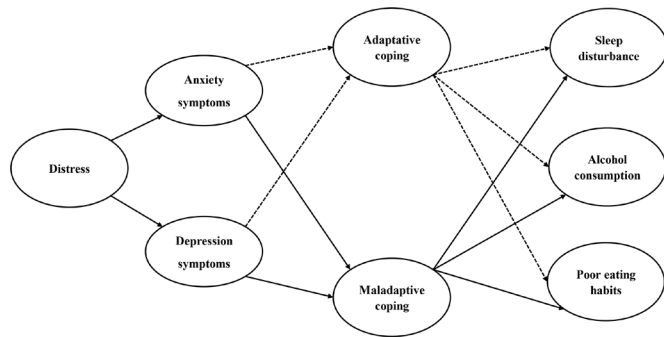 Distress
Anxiety
symptoms
Depression
symptoms
Adaptative
coping
Maladaptive
coping
Sleep
disturbance
Alcohol
consumption
Poor eating
habits